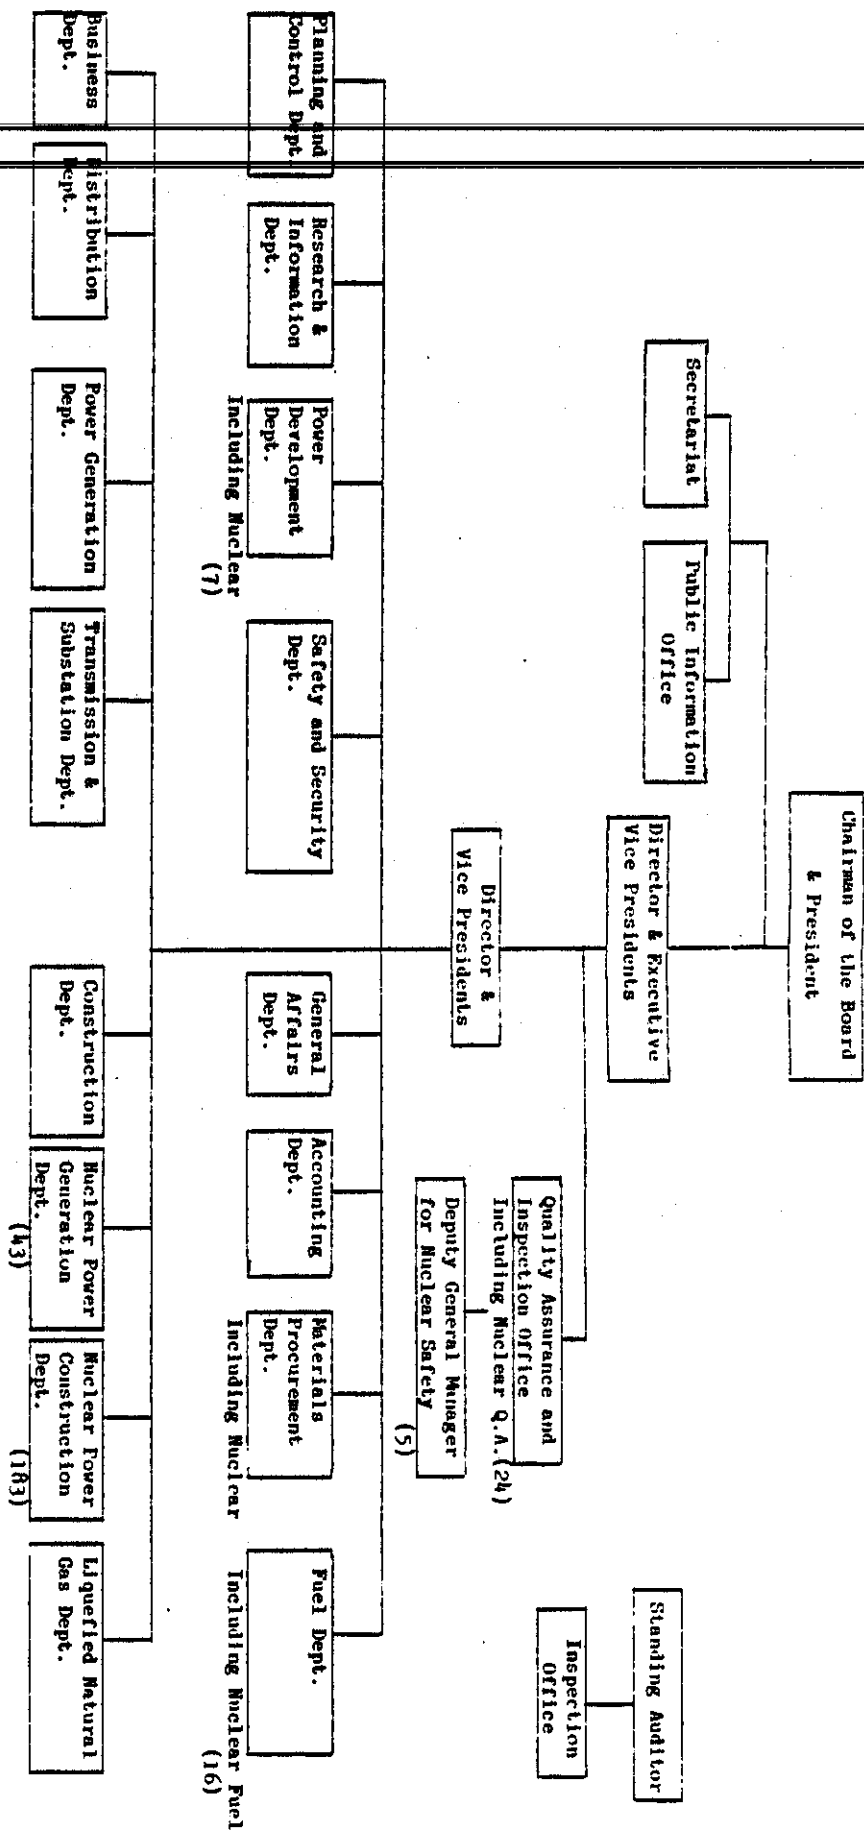 Chairman of the Board
& President
Secretariat
Public Information
Office
Director & Executive
Vice Presidents
Standing Auditor
Inspection
Office
Quality Assurance and
Inspection Office
Including Nuclear Q.A.(24)
Deputy General Manager
for Nuclear Safety
(5)
Director &
Vice Presidents
Planning and
Control Dept.
Research &
Information
Dept.
Power
Development
Dept.
Including Nuclear
(7)
Safety and Security
Dept.
General
Affairs
Dept.
Accounting
Dept.
Materials
Procurement
Dept.
Including Nuclear
Fuel Dept.
Including Nuclear Fuel
(16)
Business
Dept.
Distribution
Dept.
Power Generation
Dept.
Transmission &
Substation Dept.
Construction
Dept.
Nuclear Power
Generation
Dept.
(43)
Nuclear Power
Construction
Dept.
(183)
Liquefied Natural
Gas Dept.